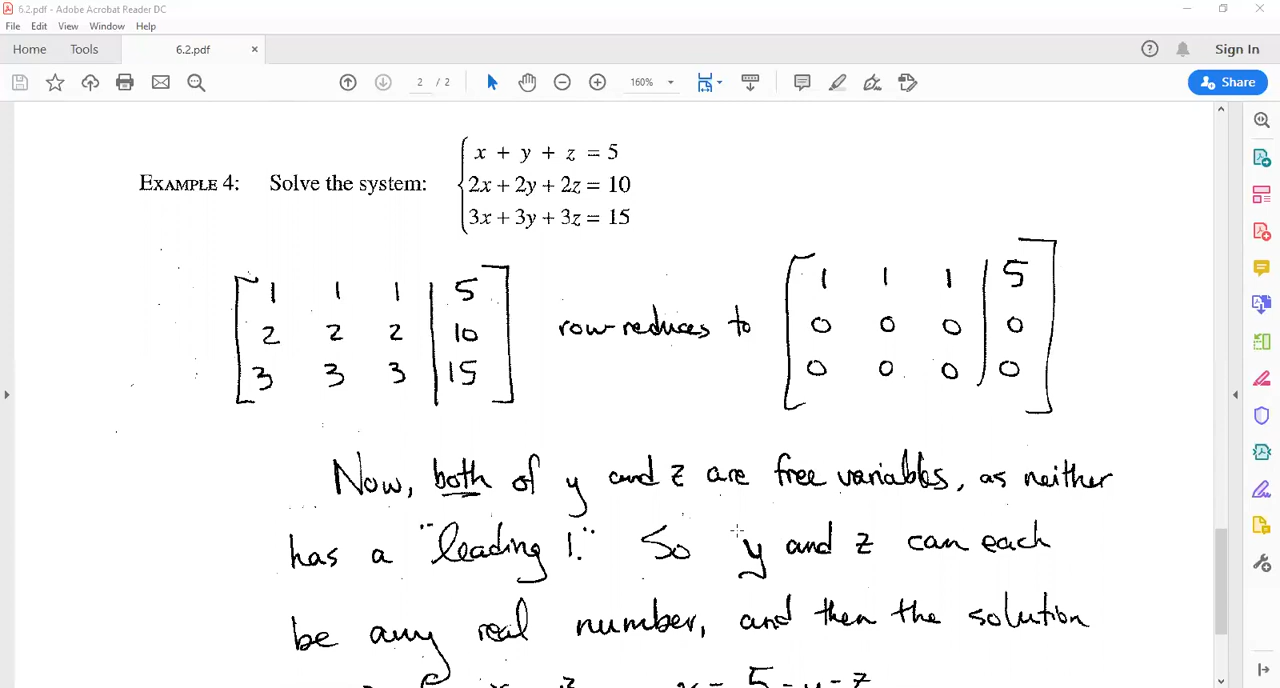 6.2.pdf - Adobe Acrobat Reader DC
File Edit View Window Help
Home Tools 6.2.pdf × Sign In
2 / 2 160% Share
x + y + z = 5
EXAMPLE 4: Solve the system: 2x + 2y + 2z = 10
3x + 3y + 3z = 15
1 1 1 | 5 1 1 1 | 5
2 2 2 | 10 row-reduces to 0 0 0 | 0
3 3 3 | 15 0 0 0 | 0
Now, both of y and z are free variables, as neither
has a "leading 1." So y and z can each
be any real number, and then the solution
x = 5 - y - z